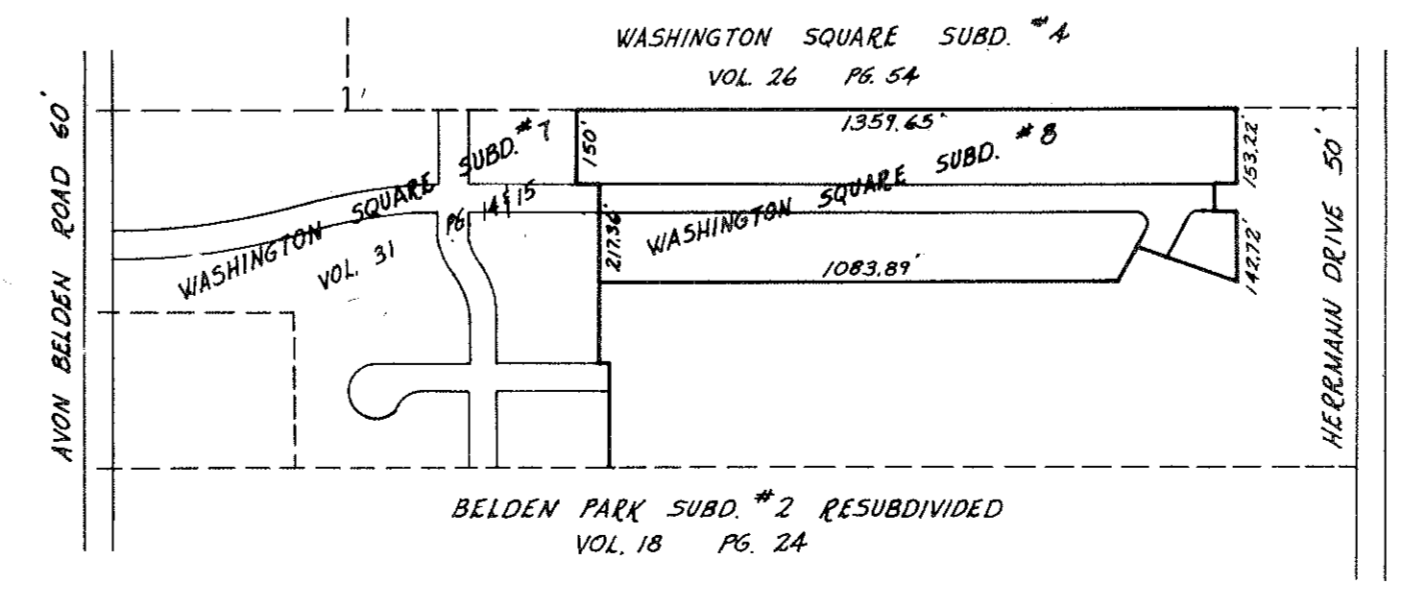 WASHINGTON SQUARE SUBD. #4
VOL. 26 PG. 54
AVON BELDEN ROAD 60'
WASHINGTON SQUARE SUBD. #7
VOL. 31 PG. 14 & 15
150'
1359.65'
153.22'
WASHINGTON SQUARE SUBD. #8
217.36'
1083.89'
142.72'
HERRMANN DRIVE 50'
BELDEN PARK SUBD. #2 RESUBDIVIDED
VOL. 18 PG. 24